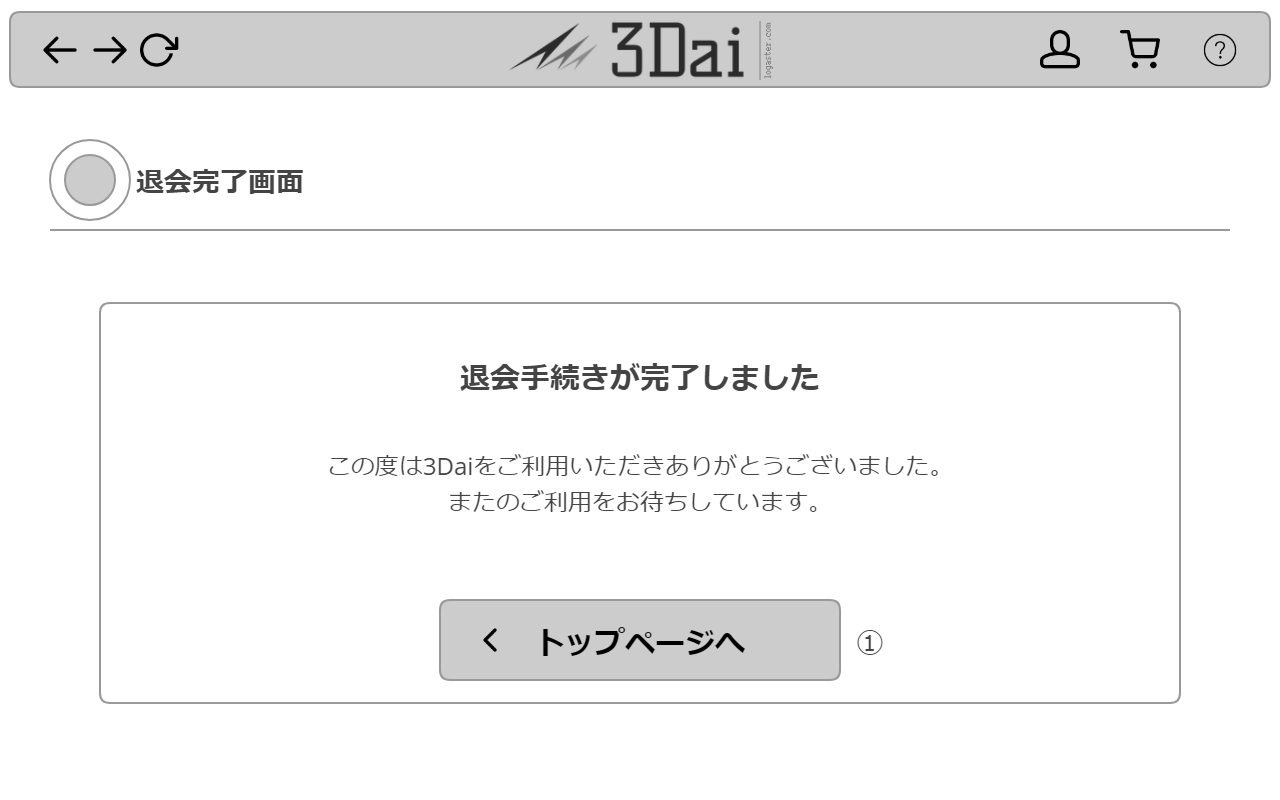 3Dai
logaster.com
?
退会完了画面
退会手続きが完了しました
この度は3Daiをご利用いただきありがとうございました。
またのご利用をお待ちしています。
トップページへ ①